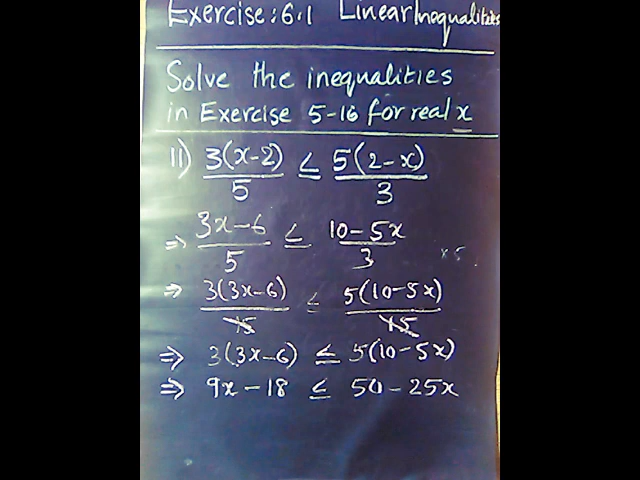 Exercise: 6.1 Linear Inequalities
Solve the inequalities
in Exercise 5-16 for real x
11) 3(x-2)/5 ≤ 5(2-x)/3
⇒ 3x-6/5 ≤ 10-5x/3
×5
⇒ 3(3x-6)/15 ≤ 5(10-5x)/15
⇒ 3(3x-6) ≤ 5(10-5x)
⇒ 9x-18 ≤ 50-25x